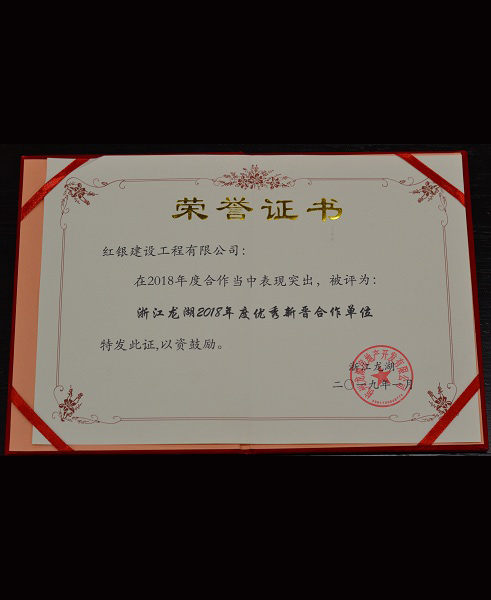 荣誉证书
红银建设工程有限公司：
在2018年度合作当中表现突出，被评为：
浙江龙湖2018年度优秀新晋合作单位
特发此证，以资鼓励。
浙江龙湖
二〇一九年一月